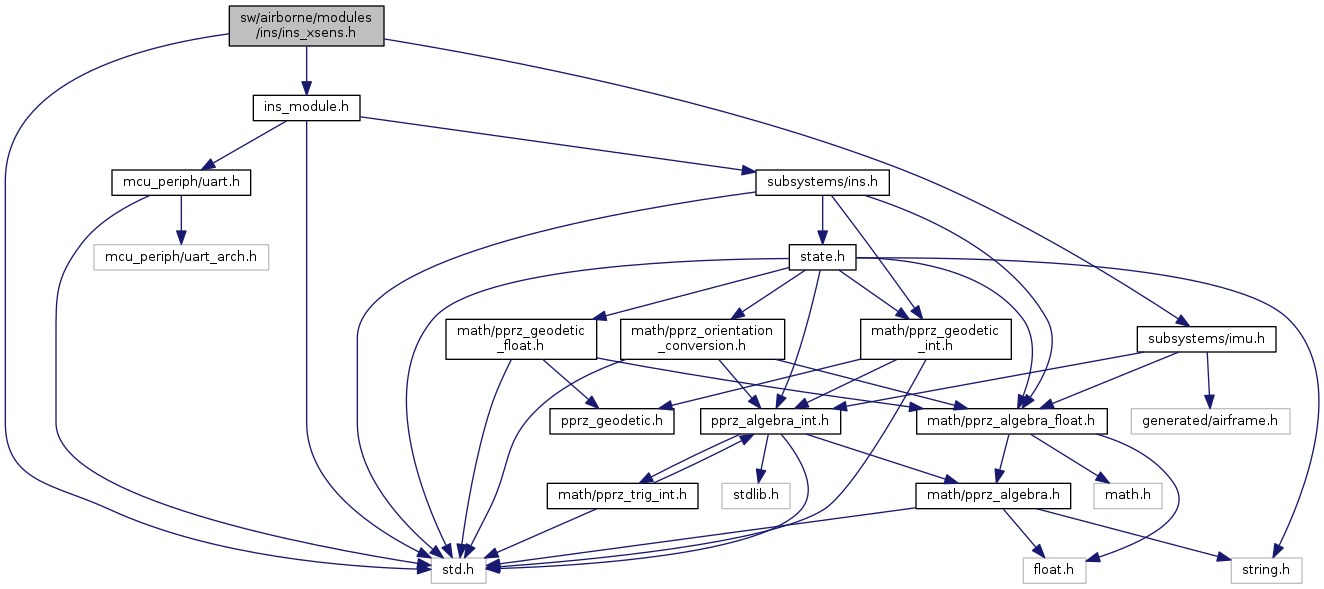 sw/airborne/modules
/ins/ins_xsens.h
ins_module.h
mcu_periph/uart.h
subsystems/ins.h
mcu_periph/uart_arch.h
state.h
math/pprz_geodetic
_float.h
math/pprz_orientation
_conversion.h
math/pprz_geodetic
_int.h
subsystems/imu.h
pprz_geodetic.h
pprz_algebra_int.h
math/pprz_algebra_float.h
generated/airframe.h
math/pprz_trig_int.h
stdlib.h
math/pprz_algebra.h
math.h
std.h
float.h
string.h